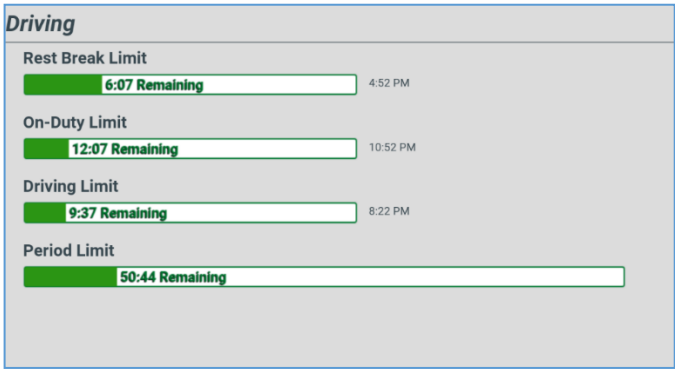 Driving
Rest Break Limit
6:07 Remaining 4:52 PM
On-Duty Limit
12:07 Remaining 10:52 PM
Driving Limit
9:37 Remaining 8:22 PM
Period Limit
50:44 Remaining